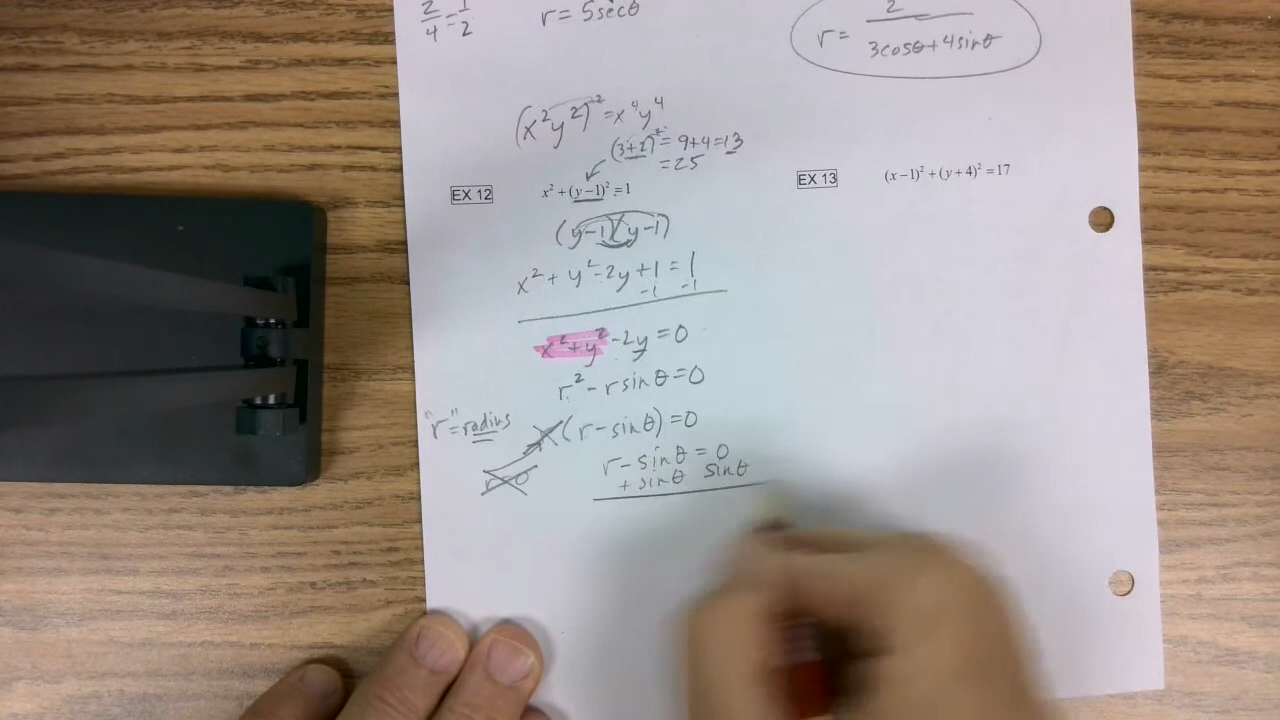 2/4 = 1/2
r = 5secθ
r = 2/(3cosθ+4sinθ)
(x²y²)² = x⁴y⁴
(3+2)² = 9+4=13
=25
EX 12 x² + (y−1)² = 1
(y−1)(y−1)
x² + y² - 2y + 1 = 1
-1 -1
x² + y² - 2y = 0
r² - r sinθ = 0
"r" = radius
r(r - sinθ) = 0
r = 0
r - sinθ = 0
+ sinθ sinθ
EX 13 (x−1)² + (y+4)² = 17